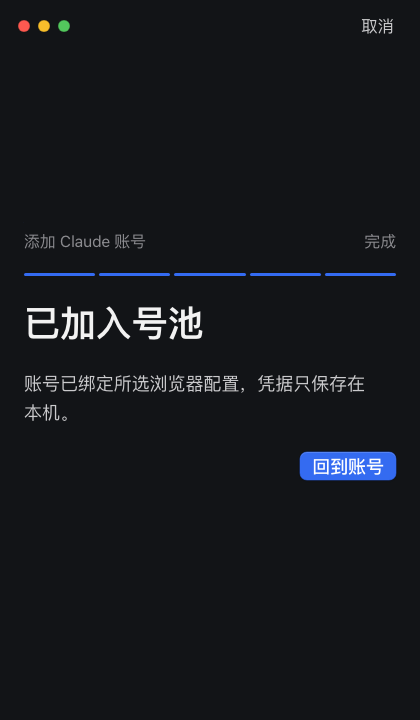 取消
添加 Claude 账号
完成
已加入号池
账号已绑定所选浏览器配置，凭据只保存在
本机。
回到账号